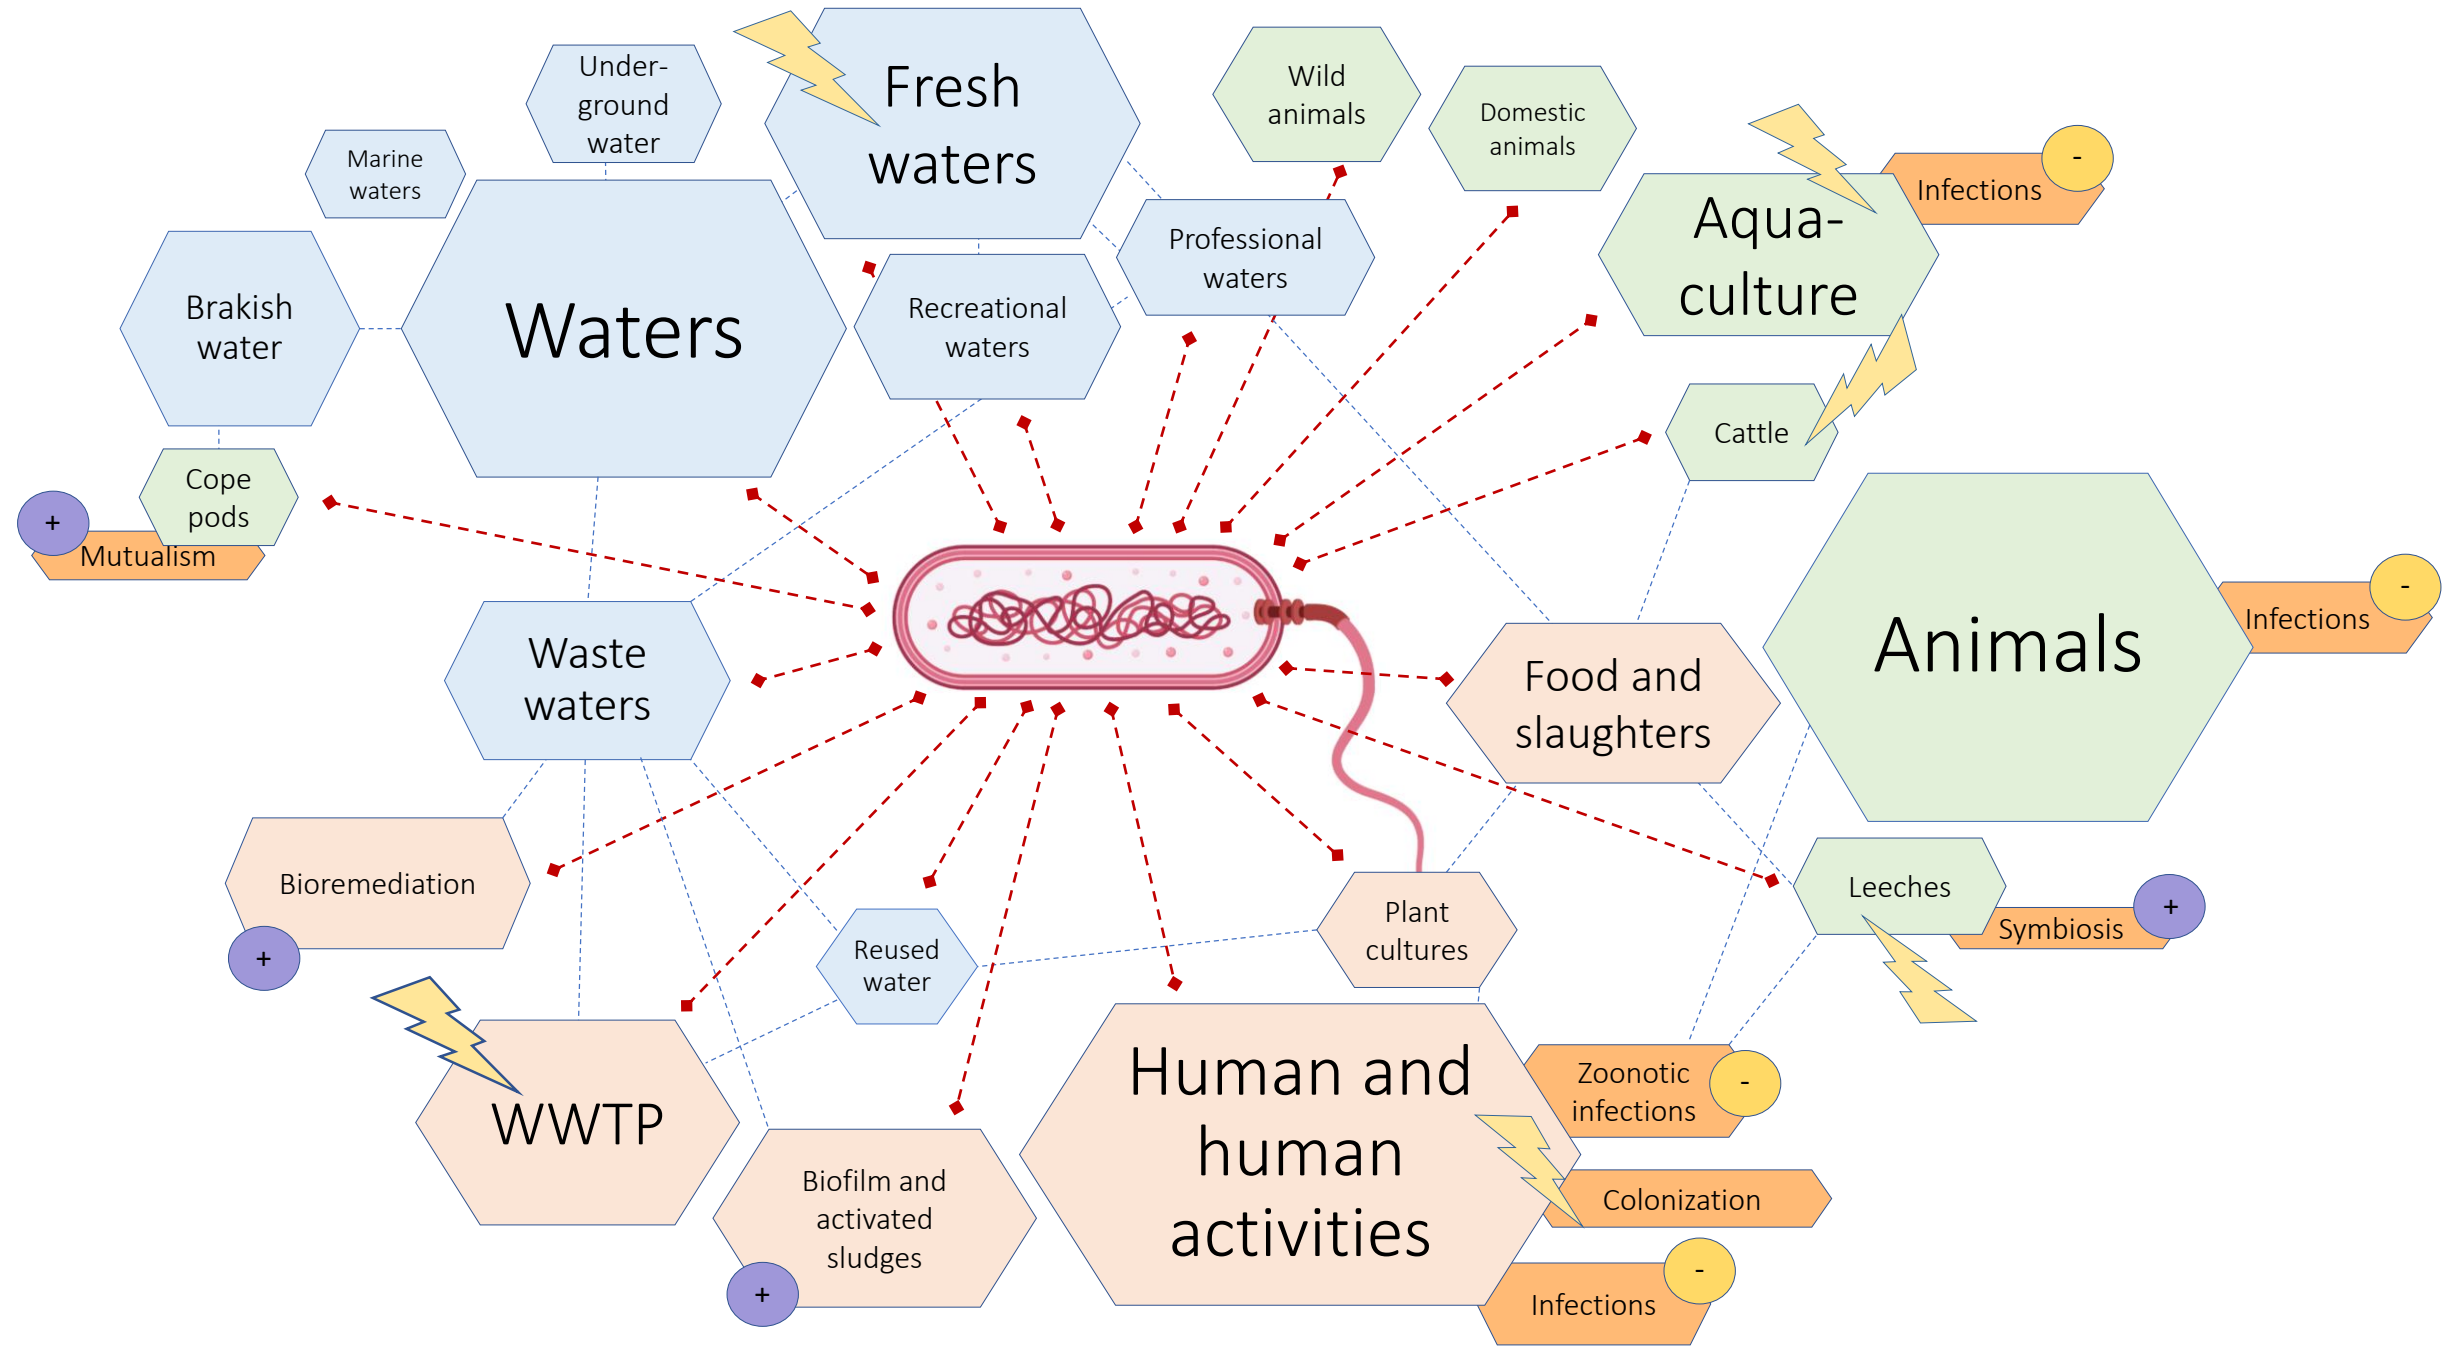 Under-
ground
water
Fresh
waters
Wild
animals
Domestic
animals
Marine
waters
Aqua-
culture
Infections
-
Professional
waters
Brakish
water
Waters
Recreational
waters
Cattle
Cope
pods
+
Mutualism
Waste
waters
Food and
slaughters
Animals
Infections
-
Bioremediation
+
Reused
water
Plant
cultures
Leeches
Symbiosis
+
WWTP
Biofilm and
activated
sludges
+
Human and
human
activities
Zoonotic
infections
-
Colonization
Infections
-